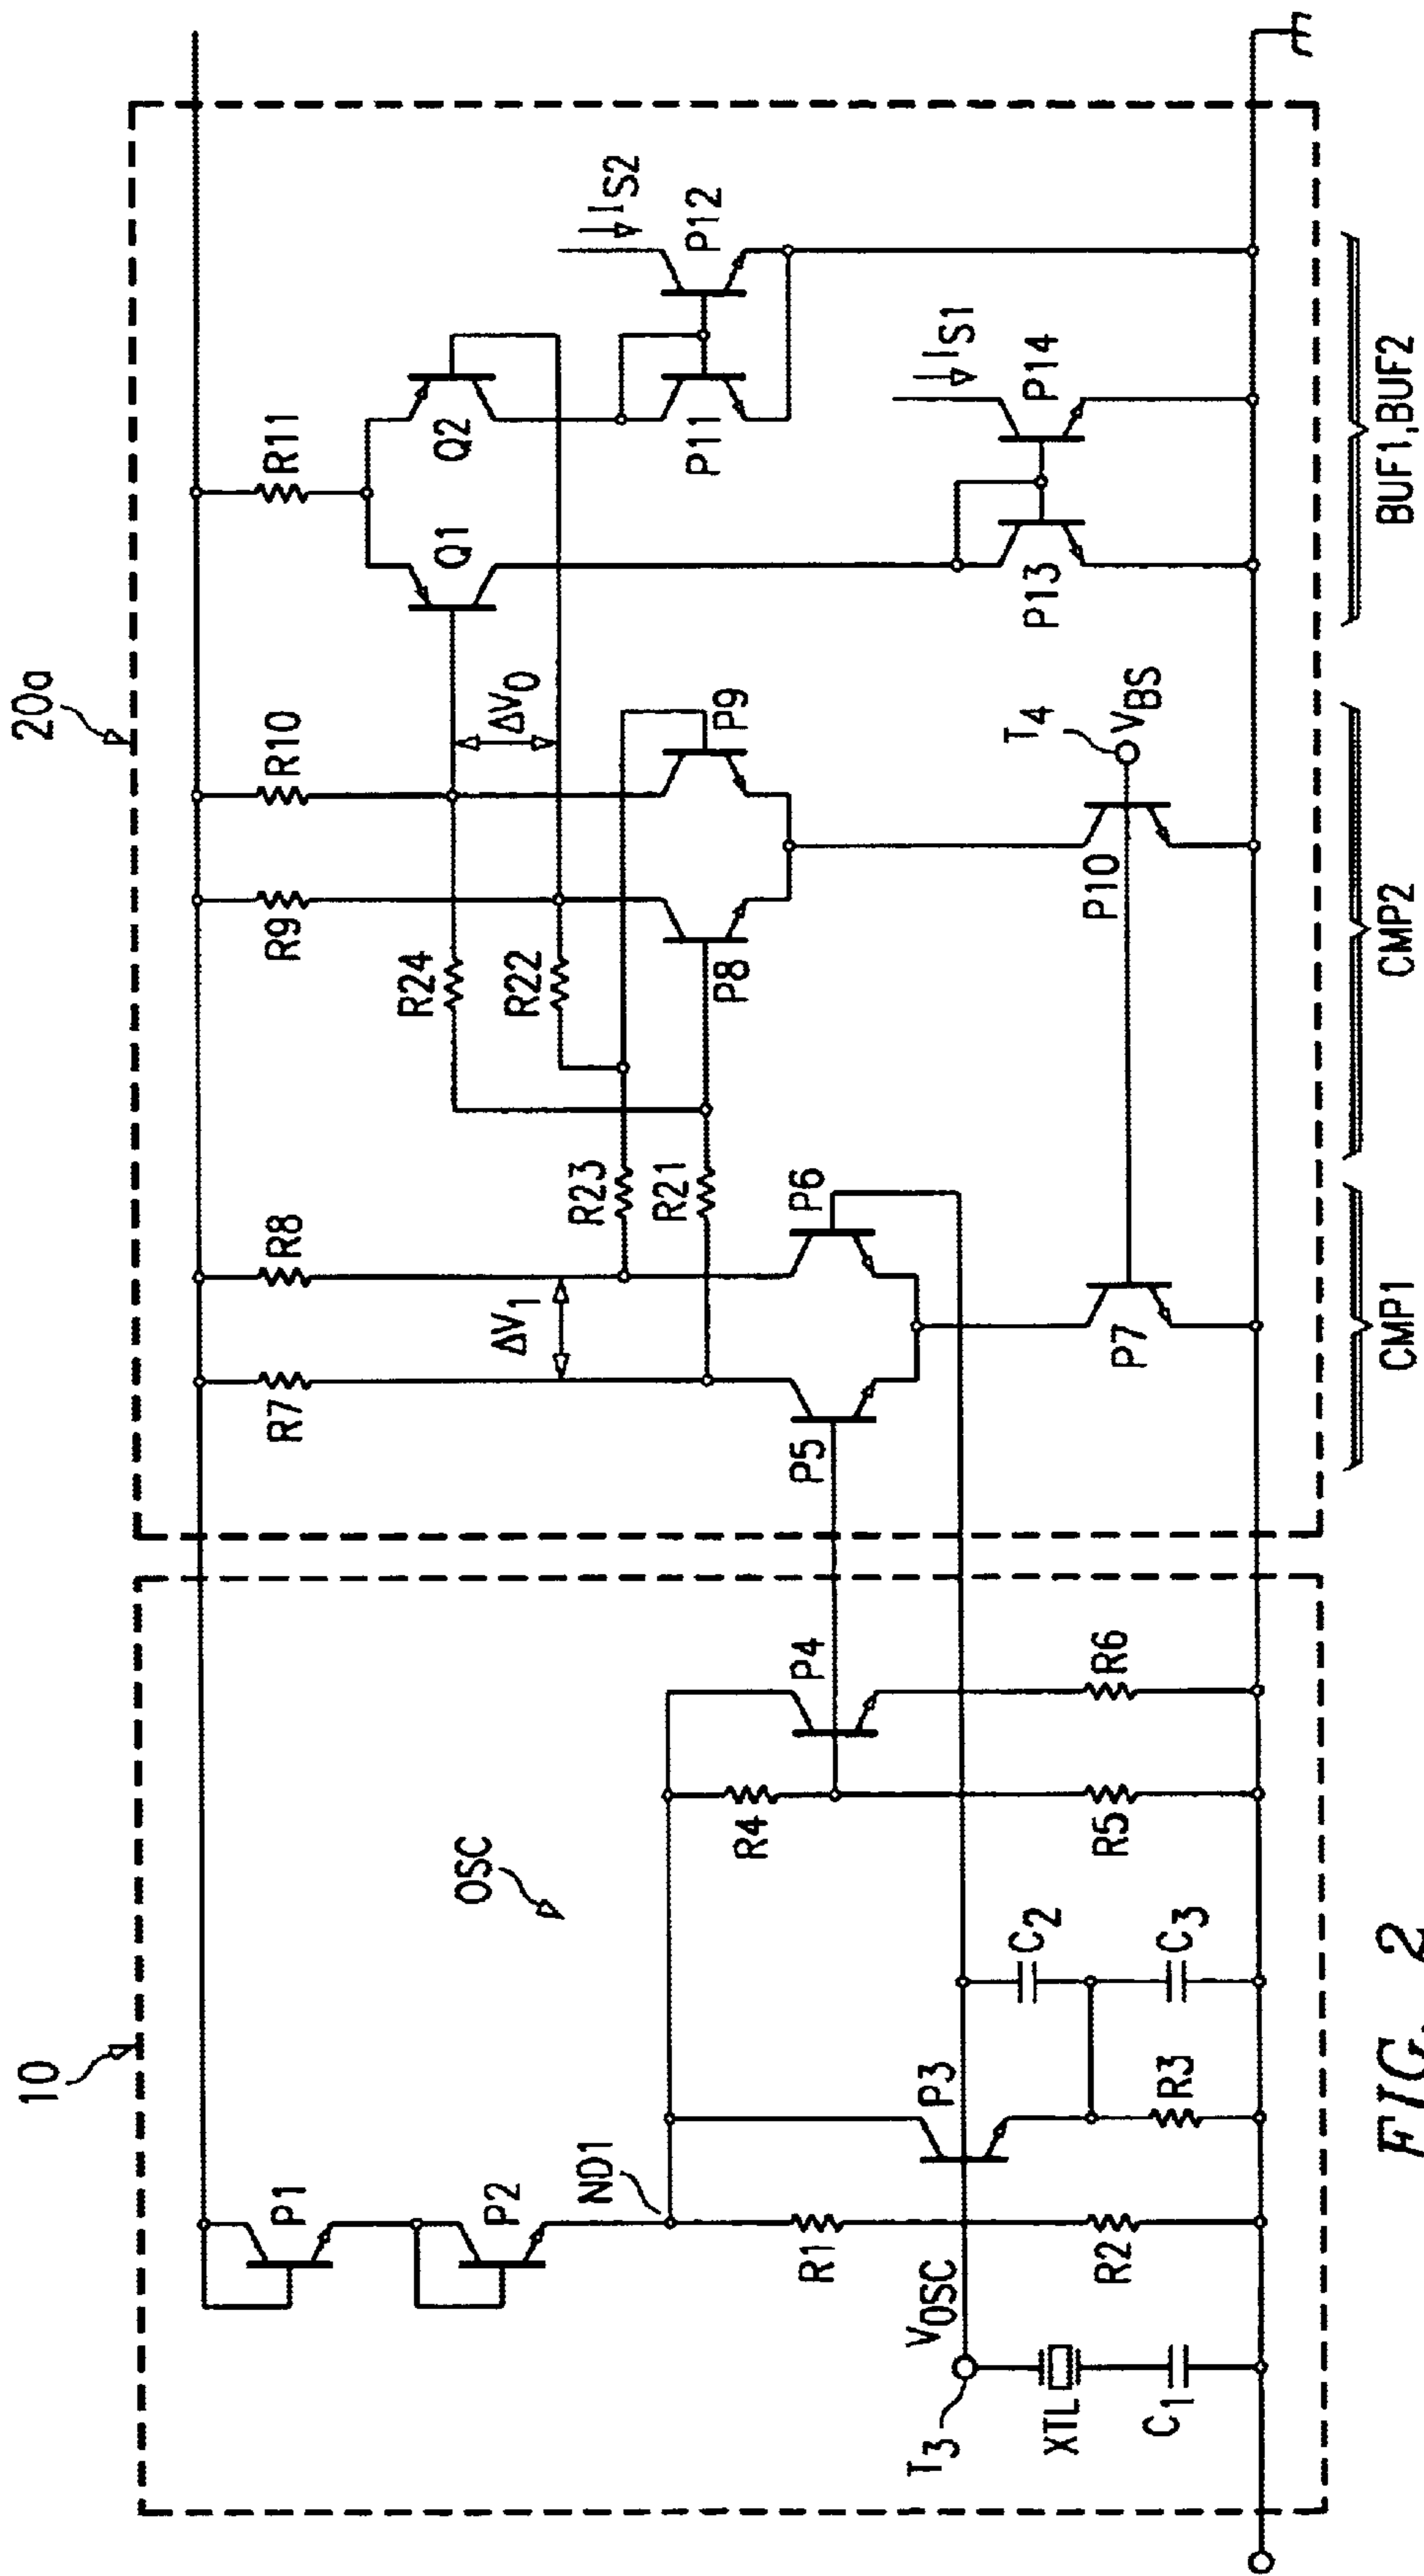 20a
10
R11
R10
R9
R8
R7
Q1
Q2
IS2
P12
P11
IS1
P14
P13
ΔV0
R24
R22
P9
P8
T4
VBS
P10
ΔV1
R23
R21
P6
P5
P7
P1
P2
ND1
OSC
R4
P4
R5
R6
P3
R1
VOSC
R2
R3
C2
C3
T3
XTL
C1
CMP1
CMP2
BUF1,BUF2
FIG. 2